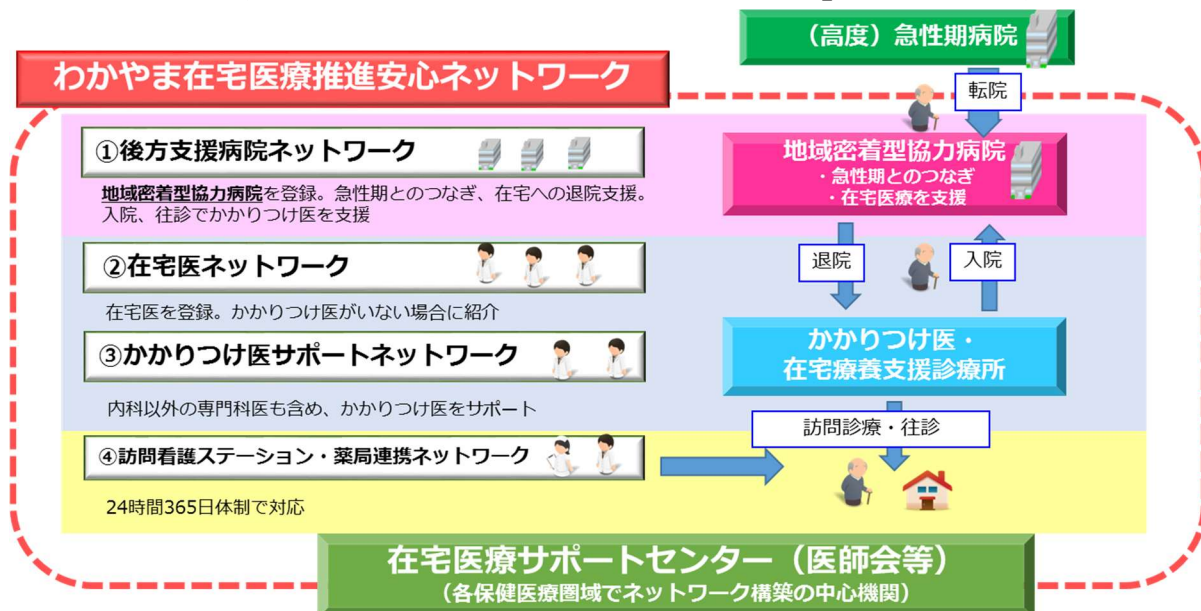 （高度）急性期病院
わかやま在宅医療推進安心ネットワーク
転院
①後方支援病院ネットワーク
地域密着型協力病院を登録。急性期とのつなぎ、在宅への退院支援。
入院、往診でかかりつけ医を支援
地域密着型協力病院
・急性期とのつなぎ
・在宅医療を支援
②在宅医ネットワーク
在宅医を登録。かかりつけ医がいない場合に紹介
退院
入院
③かかりつけ医サポートネットワーク
内科以外の専門科医も含め、かかりつけ医をサポート
かかりつけ医・
在宅療養支援診療所
訪問診療・往診
④訪問看護ステーション・薬局連携ネットワーク
24時間365日体制で対応
在宅医療サポートセンター（医師会等）
（各保健医療圏域でネットワーク構築の中心機関）